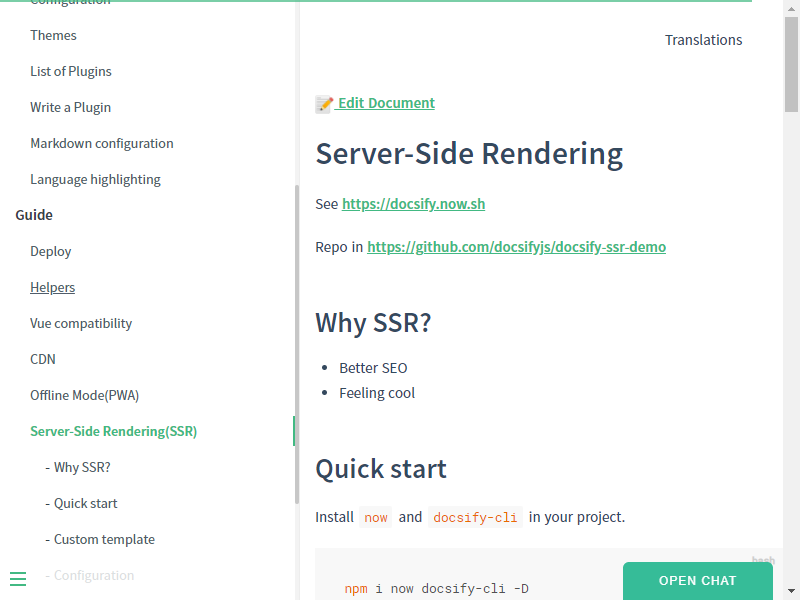 Configuration
Themes
List of Plugins
Write a Plugin
Markdown configuration
Language highlighting
Guide
Deploy
Helpers
Vue compatibility
CDN
Offline Mode(PWA)
Server-Side Rendering(SSR)
- Why SSR?
- Quick start
- Custom template
- Configuration
Translations
📝 Edit Document
Server-Side Rendering
See https://docsify.now.sh
Repo in https://github.com/docsifyjs/docsify-ssr-demo
Why SSR?
• Better SEO
• Feeling cool
Quick start
Install now and docsify-cli in your project.
bash
npm i now docsify-cli -D
OPEN CHAT